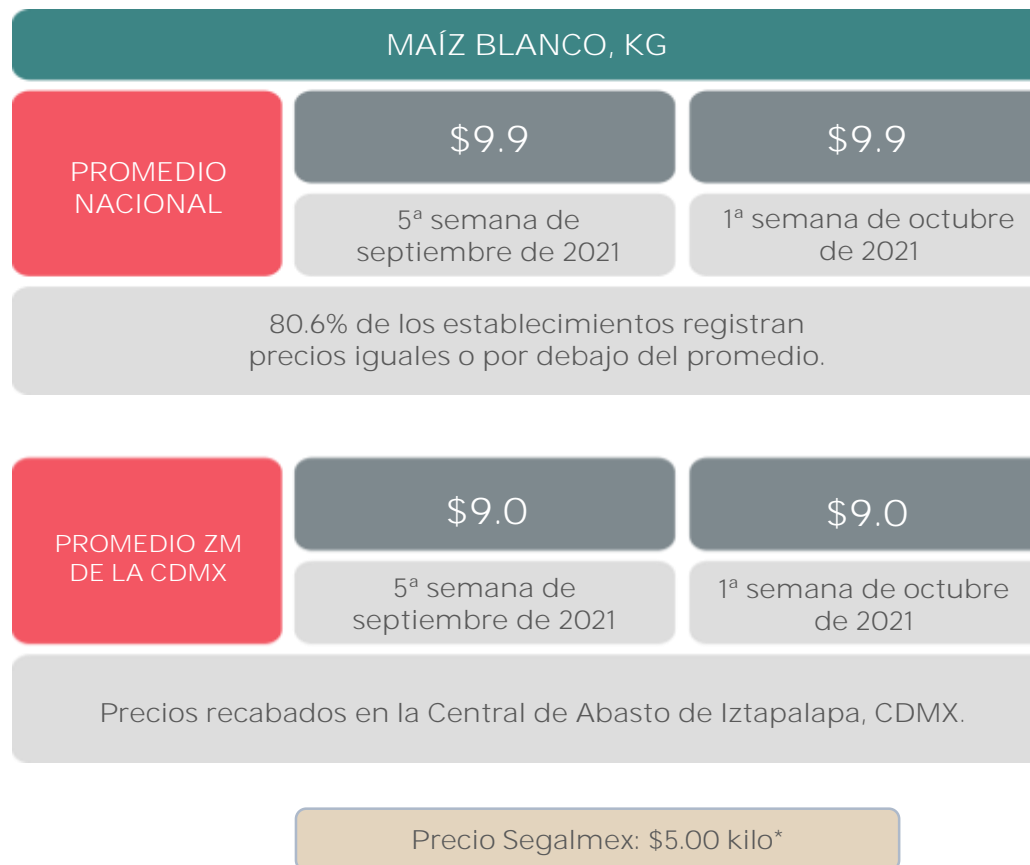 MAÍZ BLANCO, KG
PROMEDIO
NACIONAL
$9.9
$9.9
5ª semana de
septiembre de 2021
1ª semana de octubre
de 2021
80.6% de los establecimientos registran
precios iguales o por debajo del promedio.
PROMEDIO ZM
DE LA CDMX
$9.0
$9.0
5ª semana de
septiembre de 2021
1ª semana de octubre
de 2021
Precios recabados en la Central de Abasto de Iztapalapa, CDMX.
Precio Segalmex: $5.00 kilo*